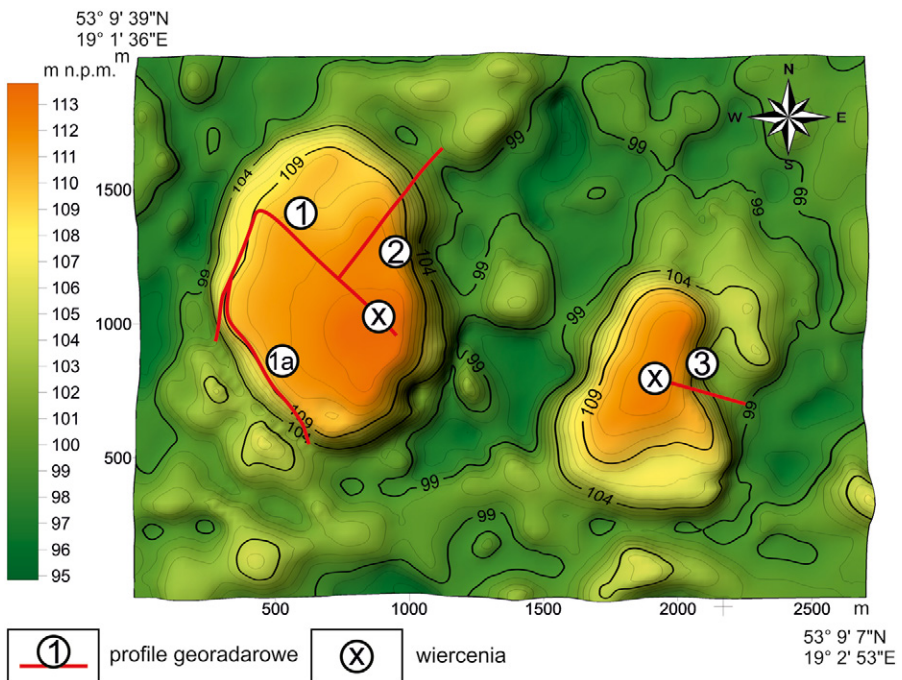 53° 9' 39"N
19° 1' 36"E
m
m n.p.m.
113
112
111
110
109
108
107
106
105
104
103
102
101
100
99
98
97
96
95
1500
1000
500
N
W
E
S
104
109
99
99
99
99
1
2
104
99
99
104
99
x
1a
3
x
109
99
109
104
99
104
99
500
1000
1500
2000
2500
m
1
profile georadarowe
x
wiercenia
53° 9' 7"N
19° 2' 53"E